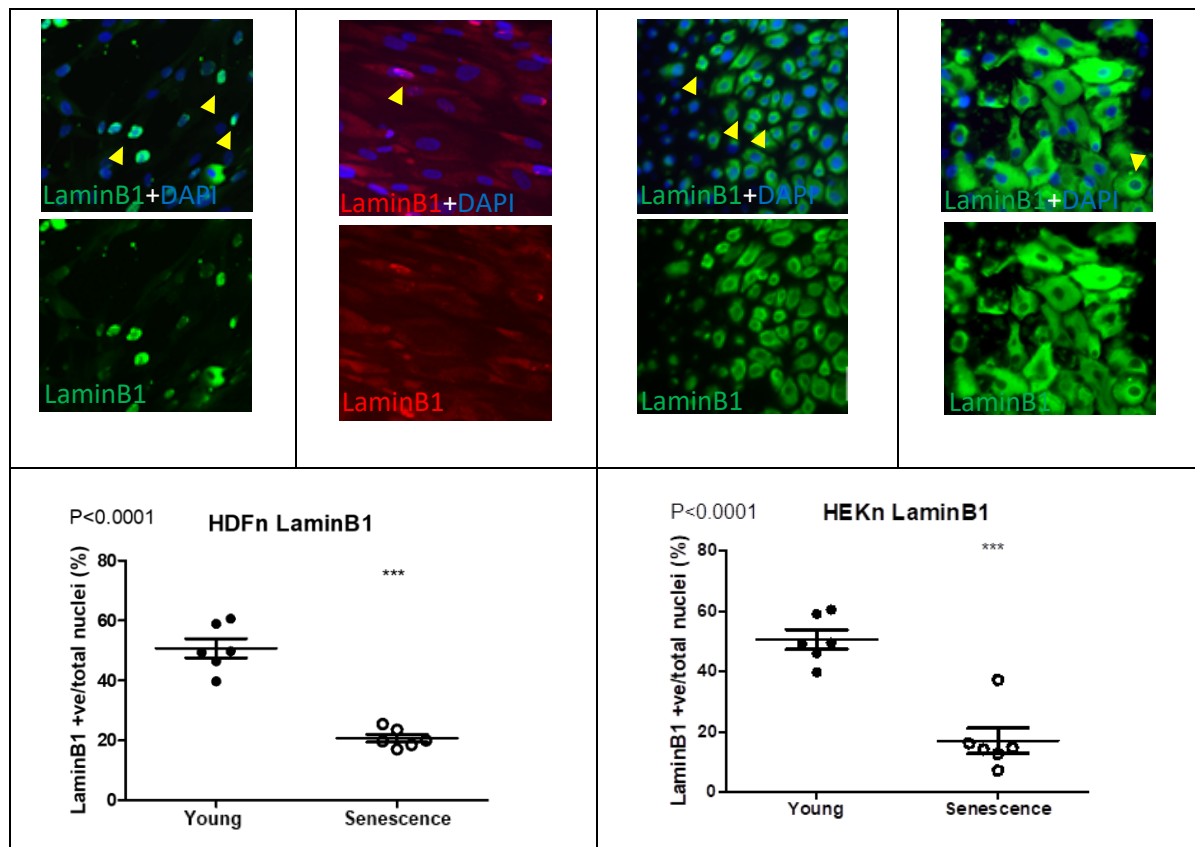 LaminB1+DAPI
LaminB1+DAPI
LaminB1+DAPI
LaminB1+DAPI
LaminB1
LaminB1
LaminB1
LaminB1
P<0.0001
HDFn LaminB1
LaminB1 +ve/total nuclei (%)
80
60
40
20
0
***
Young
Senescence
P<0.0001
HEKn LaminB1
LaminB1 +ve/total nuclei (%)
80
60
40
20
0
***
Young
Senescence